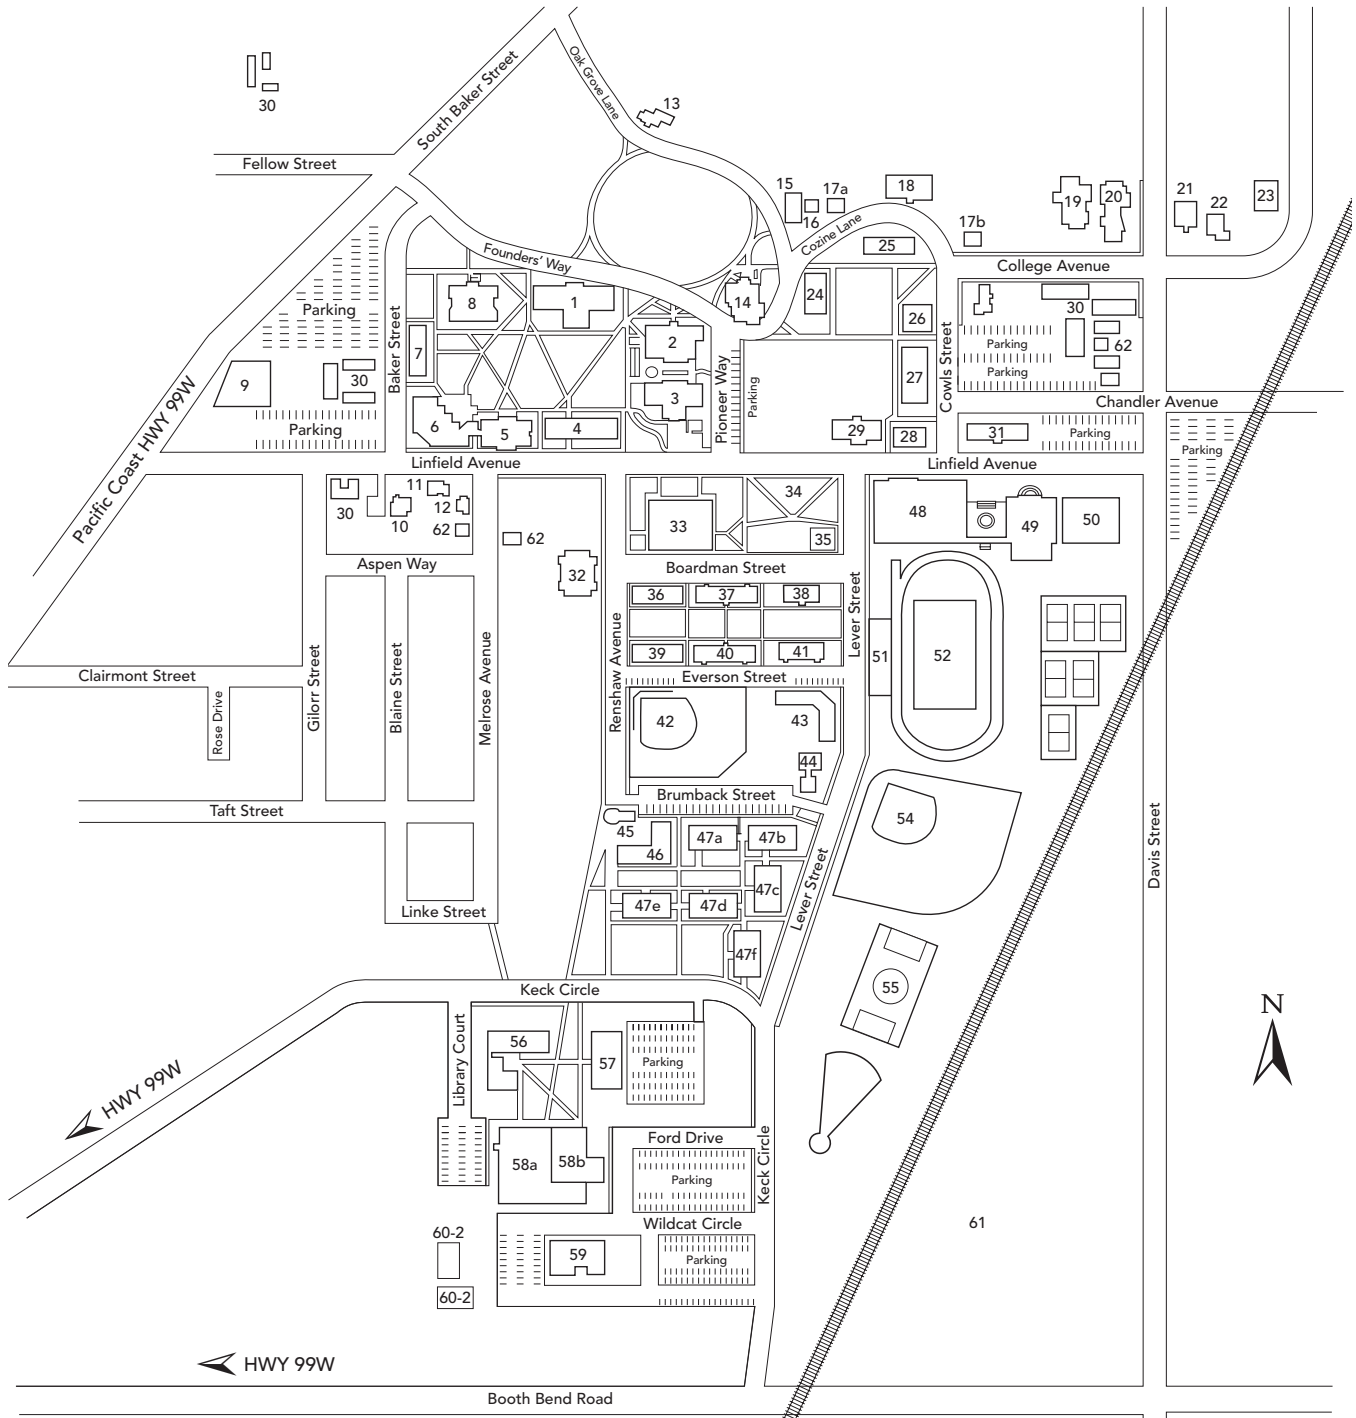 Oak Grove Lane
South Baker Street
30
13
Fellow Street
15
17a
18
16
19
20
21
22
23
17b
Cozine Lane
25
Founders' Way
College Avenue
8
1
14
24
30
Parking
26
Baker Street
7
2
Parking
62
Pioneer Way
Cowls Street
9
30
27
Parking
Parking
3
Chandler Avenue
Pacific Coast HWY 99W
Parking
6
5
4
29
28
31
Parking
Parking
Linfield Avenue
Linfield Avenue
30
11
10
12
62
62
34
33
35
48
49
50
Aspen Way
32
Boardman Street
36
37
38
Lever Street
39
40
41
51
52
Clairmont Street
Rose Drive
Gilorr Street
Blaine Street
Melrose Avenue
Renshaw Avenue
Everson Street
42
43
44
Taft Street
Brumback Street
45
46
47a
47b
54
Davis Street
47c
Lever Street
47e
47d
Linke Street
47f
Keck Circle
55
N
Library Court
56
57
Parking
HWY 99W
Ford Drive
58a
58b
Parking
Keck Circle
Wildcat Circle
61
60-2
59
Parking
60-2
HWY 99W
Booth Bend Road